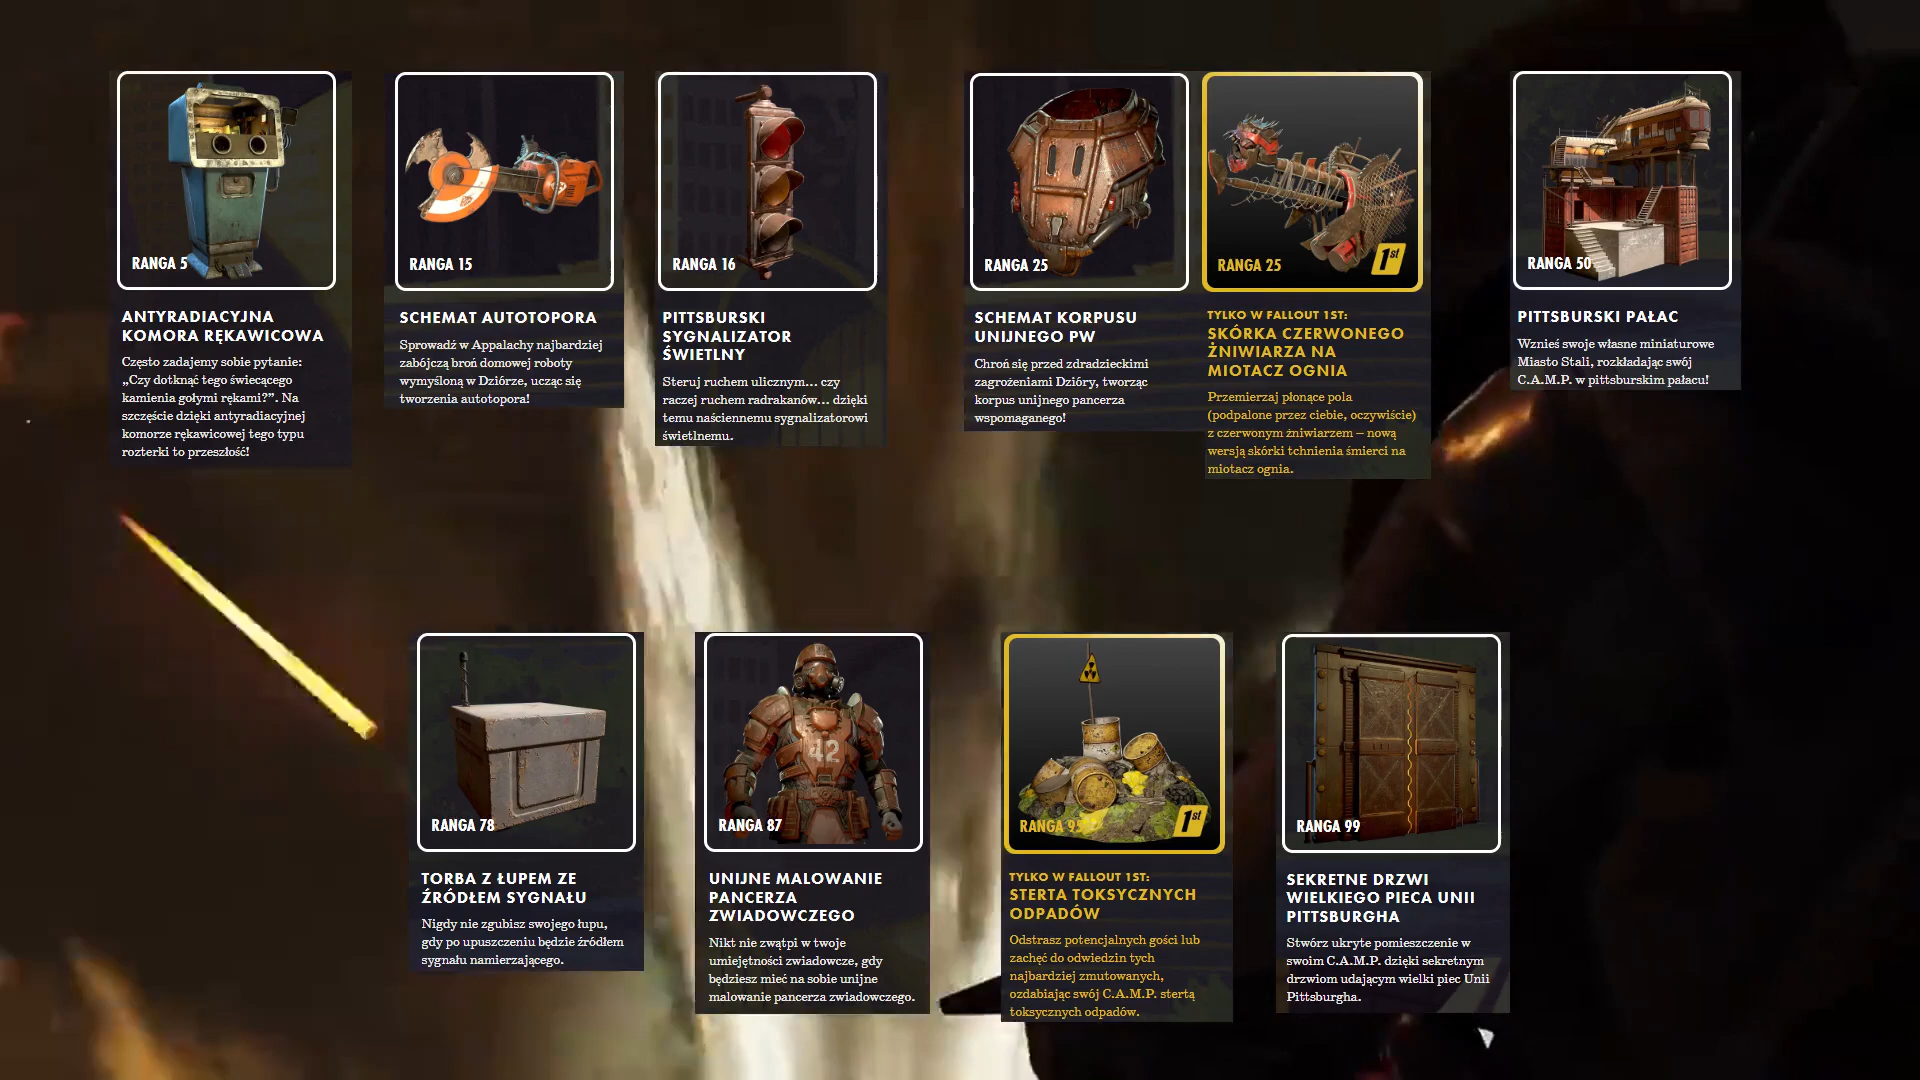 RANGA 5
ANTYRADIACYJNA
KOMORA RĘKAWICOWA
Często zadajemy sobie pytanie:
„Czy dotknąć tego świecącego
kamienia gołymi rękami?”. Na
szczęście dzięki antyradiacyjnej
komorze rękawicowej tego typu
rozterki to przeszłość!
RANGA 15
SCHEMAT AUTOTOPORA
Sprowadź w Appalachy najbardziej
zabójczą broń domowej roboty
wymyśloną w Dziórze, ucząc się
tworzenia autotopora!
RANGA 16
PITTSBURSKI
SYGNALIZATOR
ŚWIETLNY
Steruj ruchem ulicznym... czy
raczej ruchem radrakanów... dzięki
temu naściennemu sygnalizatorowi
świetlnemu.
RANGA 25
SCHEMAT KORPUSU
UNIJNEGO PW
Chroń się przed zdradzieckimi
zagrożeniami Dzióry, tworząc
korpus unijnego pancerza
wspomaganego!
RANGA 25
1st
TYLKO W FALLOUT 1ST:
SKÓRKA CZERWONEGO
ŻNIWIARZA NA
MIOTACZ OGNIA
Przemierzaj płonące pola
(podpalone przez ciebie, oczywiście)
z czerwonym żniwiarzem – nową
wersją skórki tchnienia śmierci na
miotacz ognia.
RANGA 50
PITTSBURSKI PAŁAC
Wznieś swoje własne miniaturowe
Miasto Stali, rozkładając swój
C.A.M.P. w pittsburskim pałacu!
RANGA 78
TORBA Z ŁUPEM ZE
ŹRÓDŁEM SYGNAŁU
Nigdy nie zgubisz swojego łupu,
gdy po upuszczeniu będzie źródłem
sygnału namierzającego.
42
RANGA 87
UNIJNE MALOWANIE
PANCERZA
ZWIADOWCZEGO
Nikt nie zwątpi w twoje
umiejętności zwiadowcze, gdy
będziesz mieć na sobie unijne
malowanie pancerza zwiadowczego.
RANGA
1st
TYLKO W FALLOUT 1ST:
STERTA TOKSYCZNYCH
ODPADÓW
Odstrasz potencjalnych gości lub
zachęć do odwiedzin tych
najbardziej zmutowanych,
ozdabiając swój C.A.M.P. stertą
toksycznych odpadów.
RANGA 99
SEKRETNE DRZWI
WIELKIEGO PIECA UNII
PITTSBURGHA
Stwórz ukryte pomieszczenie w
swoim C.A.M.P. dzięki sekretnym
drzwiom udającym wielki piec Unii
Pittsburgha.